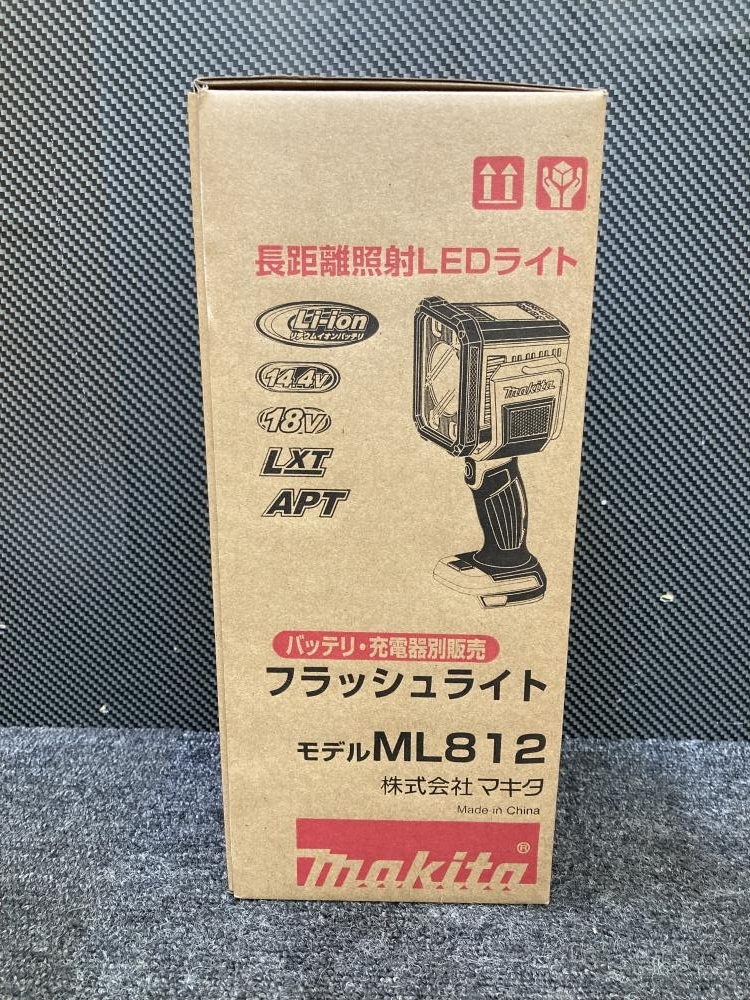 長距離照射LEDライト
Li-ion
リチウムイオンバッテリ
14.4V
18V
LXT
APT
makita
バッテリ・充電器別販売
フラッシュライト
モデルML812
株式会社マキタ
Made in China
makita®